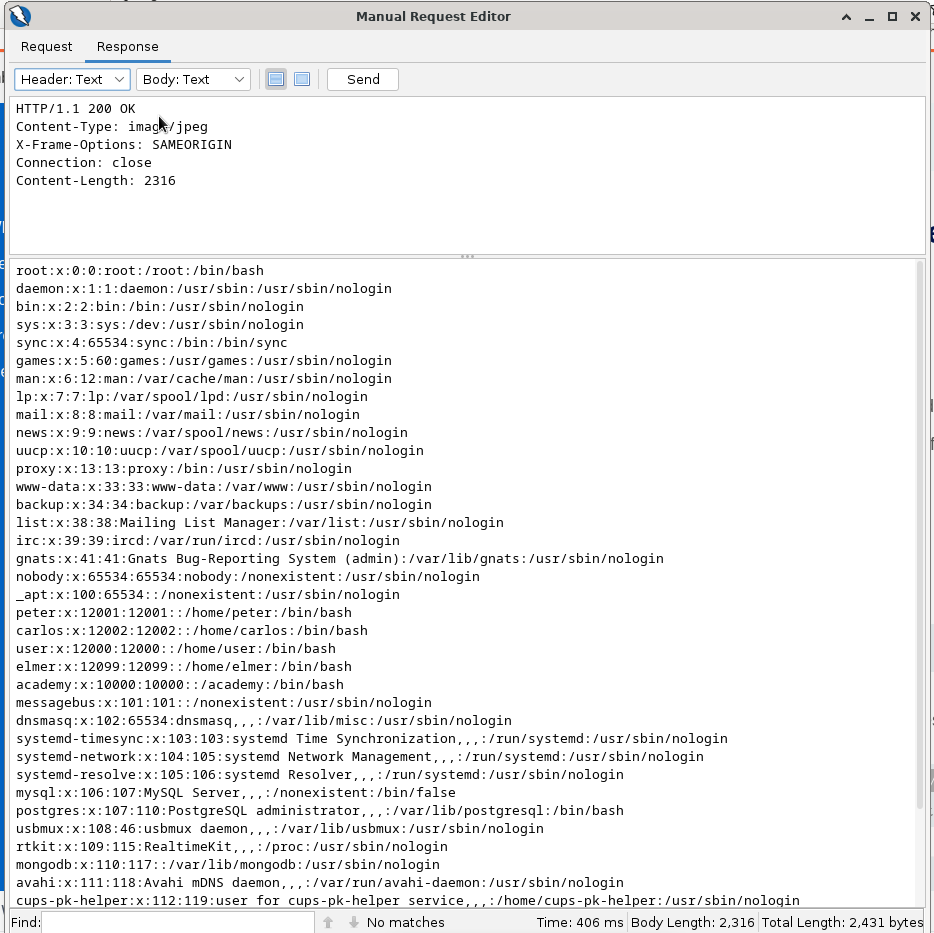 Manual Request Editor
Request Response
Header: Text Body: Text Send
HTTP/1.1 200 OK
Content-Type: image/jpeg
X-Frame-Options: SAMEORIGIN
Connection: close
Content-Length: 2316
root:x:0:0:root:/root:/bin/bash
daemon:x:1:1:daemon:/usr/sbin:/usr/sbin/nologin
bin:x:2:2:bin:/bin:/usr/sbin/nologin
sys:x:3:3:sys:/dev:/usr/sbin/nologin
sync:x:4:65534:sync:/bin:/bin/sync
games:x:5:60:games:/usr/games:/usr/sbin/nologin
man:x:6:12:man:/var/cache/man:/usr/sbin/nologin
lp:x:7:7:lp:/var/spool/lpd:/usr/sbin/nologin
mail:x:8:8:mail:/var/mail:/usr/sbin/nologin
news:x:9:9:news:/var/spool/news:/usr/sbin/nologin
uucp:x:10:10:uucp:/var/spool/uucp:/usr/sbin/nologin
proxy:x:13:13:proxy:/bin:/usr/sbin/nologin
www-data:x:33:33:www-data:/var/www:/usr/sbin/nologin
backup:x:34:34:backup:/var/backups:/usr/sbin/nologin
list:x:38:38:Mailing List Manager:/var/list:/usr/sbin/nologin
irc:x:39:39:ircd:/var/run/ircd:/usr/sbin/nologin
gnats:x:41:41:Gnats Bug-Reporting System (admin):/var/lib/gnats:/usr/sbin/nologin
nobody:x:65534:65534:nobody:/nonexistent:/usr/sbin/nologin
_apt:x:100:65534::/nonexistent:/usr/sbin/nologin
peter:x:12001:12001::/home/peter:/bin/bash
carlos:x:12002:12002::/home/carlos:/bin/bash
user:x:12000:12000::/home/user:/bin/bash
elmer:x:12099:12099::/home/elmer:/bin/bash
academy:x:10000:10000::/academy:/bin/bash
messagebus:x:101:101::/nonexistent:/usr/sbin/nologin
dnsmasq:x:102:65534:dnsmasq,,,:/var/lib/misc:/usr/sbin/nologin
systemd-timesync:x:103:103:systemd Time Synchronization,,,:/run/systemd:/usr/sbin/nologin
systemd-network:x:104:105:systemd Network Management,,,:/run/systemd:/usr/sbin/nologin
systemd-resolve:x:105:106:systemd Resolver,,,:/run/systemd:/usr/sbin/nologin
mysql:x:106:107:MySQL Server,,,:/nonexistent:/bin/false
postgres:x:107:110:PostgreSQL administrator,,,:/var/lib/postgresql:/bin/bash
usbmux:x:108:46:usbmux daemon,,,:/var/lib/usbmux:/usr/sbin/nologin
rtkit:x:109:115:RealtimeKit,,,:/proc:/usr/sbin/nologin
mongodb:x:110:117::/var/lib/mongodb:/usr/sbin/nologin
avahi:x:111:118:Avahi mDNS daemon,,,:/var/run/avahi-daemon:/usr/sbin/nologin
cups-pk-helper:x:112:119:user for cups-pk-helper service,,,:/home/cups-pk-helper:/usr/sbin/nologin
Find: No matches Time: 406 ms Body Length: 2,316 Total Length: 2,431 bytes